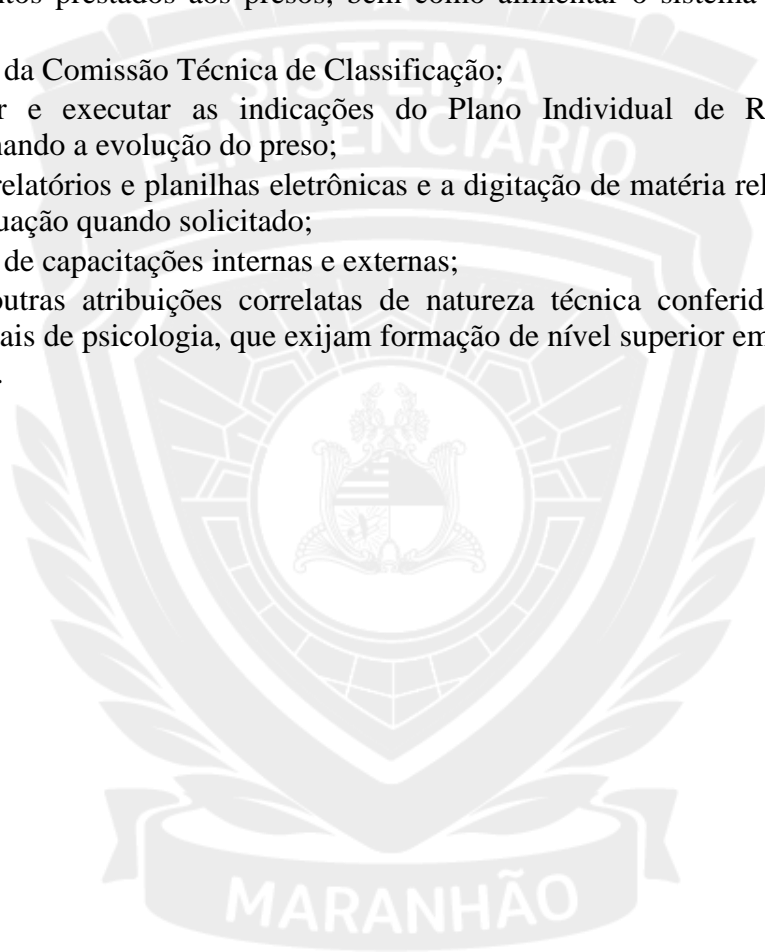 tos prestados aos presos, bem como alimentar o sistema
da Comissão Técnica de Classificação;
r e executar as indicações do Plano Individual de R
ando a evolução do preso;
relatórios e planilhas eletrônicas e a digitação de matéria rel
uação quando solicitado;
de capacitações internas e externas;
outras atribuições correlatas de natureza técnica conferid
ais de psicologia, que exijam formação de nível superior em
.
SISTEMA
PENITENCIÁRIO
MARANHÃO